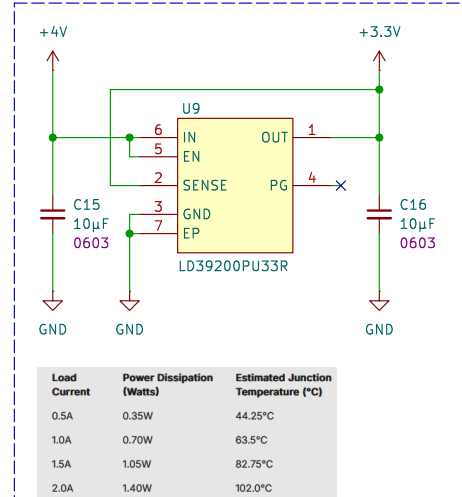 +4V
+3.3V
U9
6 IN OUT 1
5 EN
2 SENSE PG 4
3 GND
7 EP
C15
10µF
0603
C16
10µF
0603
LD39200PU33R
GND GND GND
Load Current Power Dissipation (Watts) Estimated Junction Temperature (°C)
0.5A 0.35W 44.25°C
1.0A 0.70W 63.5°C
1.5A 1.05W 82.75°C
2.0A 1.40W 102.0°C